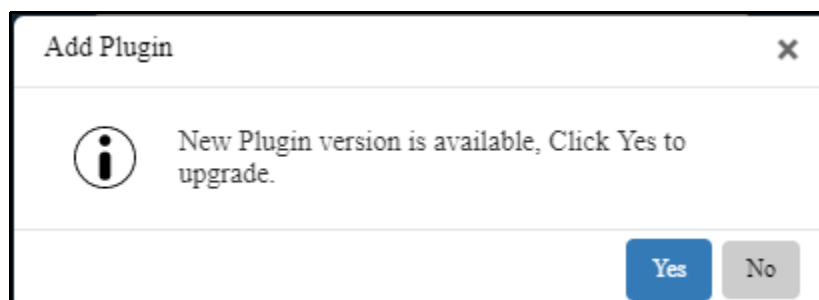 Add Plugin
New Plugin version is available, Click Yes to
upgrade.
Yes No